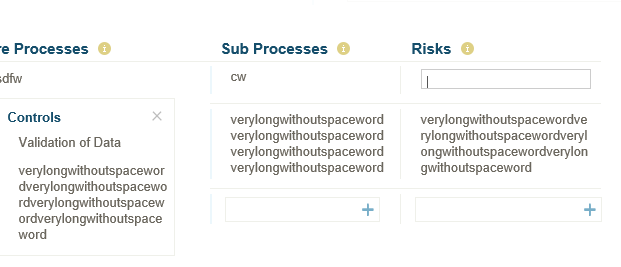 re Processes
Sub Processes
Risks
sdfw
cw
Controls
Validation of Data
verylongwithoutspacewor
dverylongwithoutspacewo
rdverylongwithoutspacew
ordverylongwithoutspace
word
verylongwithoutspaceword
verylongwithoutspaceword
verylongwithoutspaceword
verylongwithoutspaceword
verylongwithoutspacewordve
rylongwithoutspacewordveryl
ongwithoutspacewordverylon
gwithoutspaceword